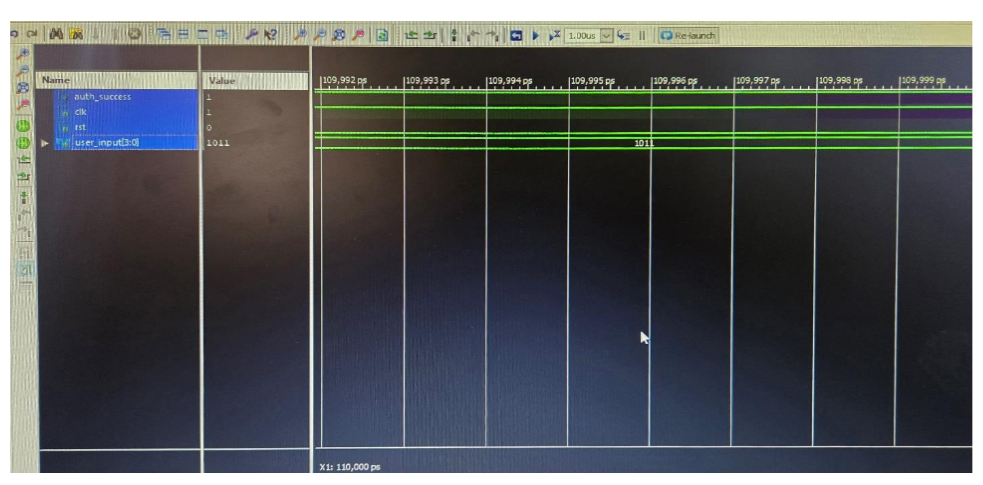 1.00us Re-launch
Name Value
109,992 ps 109,993 ps 109,994 ps 109,995 ps 109,996 ps 109,997 ps 109,998 ps 109,999 ps
auth_success 1
clk 1
rst 0
user_input[3:0] 1011 1011
X1: 110,000 ps